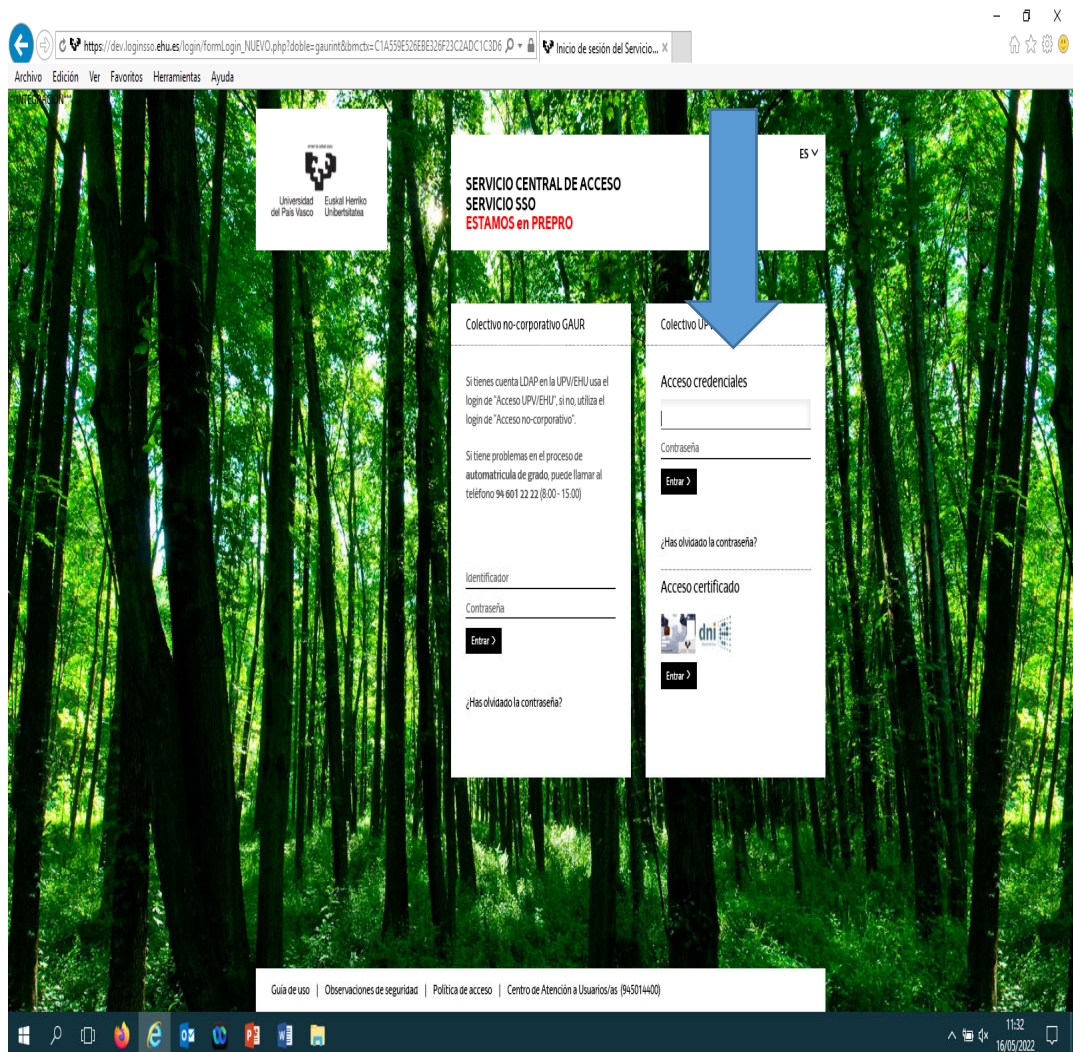 https://dev.loginsso.ehu.es/login/formLogin_NUEVO.php?doble=gaurint&bmctx=C1A559E526EBE326F23C2ADC1C3D6
Inicio de sesión del Servicio...
Archivo Edición Ver Favoritos Herramientas Ayuda
Universidad del País Vasco
Euskal Herriko Unibertsitatea
ES
SERVICIO CENTRAL DE ACCESO
SERVICIO SSO
ESTAMOS en PREPRO
Colectivo no-corporativo GAUR
Si tienes cuenta LDAP en la UPV/EHU usa el
login de "Acceso UPV/EHU", si no, utiliza el
login de "Acceso no-corporativo".
Si tiene problemas en el proceso de
automatricula de grado, puede llamar al
teléfono 94 601 22 22 (8:00 - 15:00)
Identificador
Contraseña
Entrar >
¿Has olvidado la contraseña?
Colectivo
Acceso credenciales
Contraseña
Entrar >
¿Has olvidado la contraseña?
Acceso certificado
dni
Entrar >
Guía de uso | Observaciones de seguridad | Política de acceso | Centro de Atención a Usuarios/as (945014400)
11:32
16/05/2022